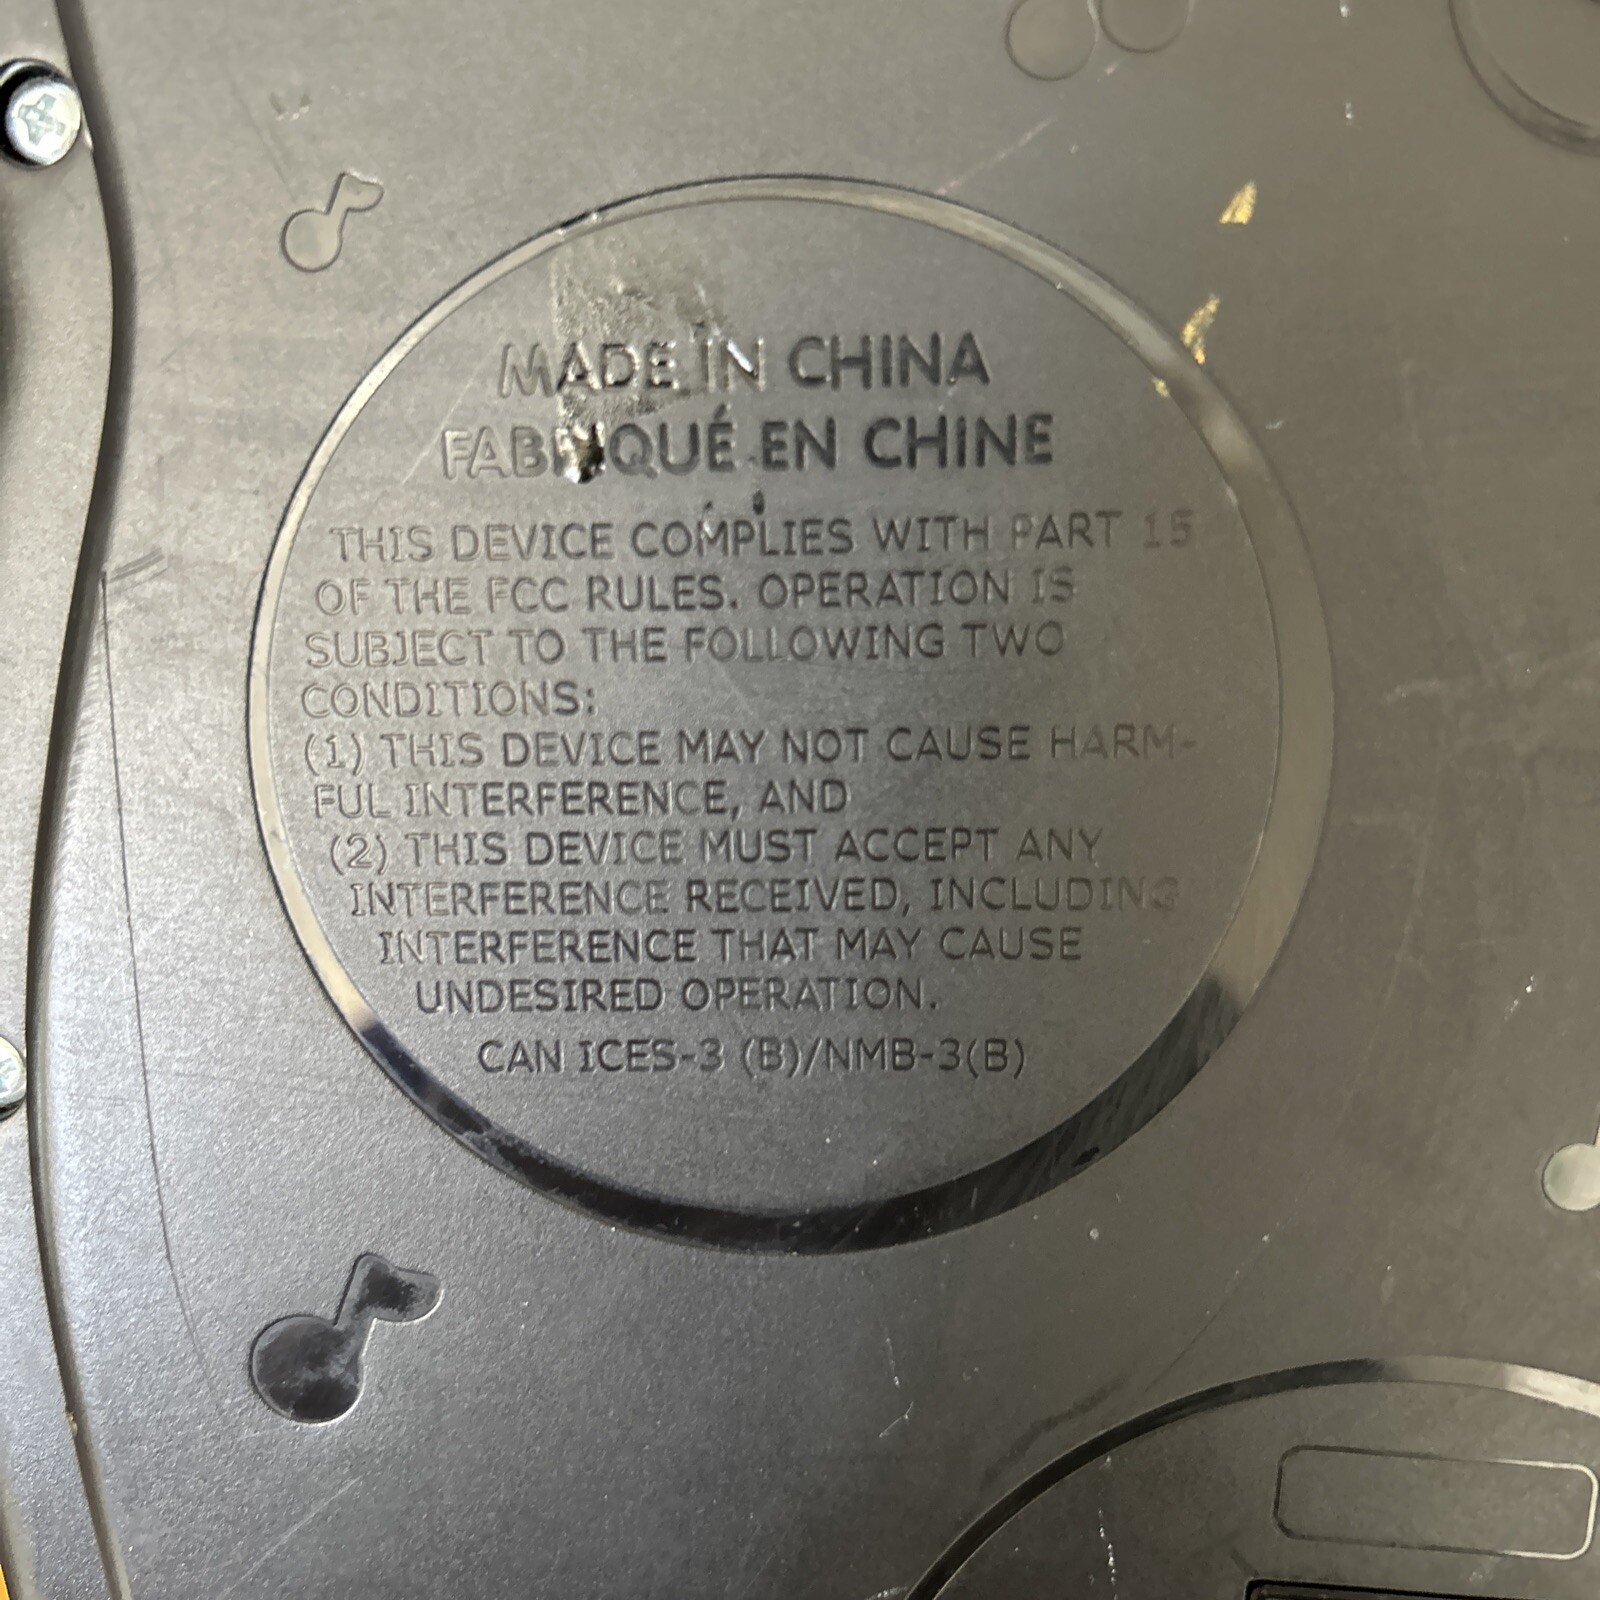 MADE IN CHINA
FABRIQUÉ EN CHINE
THIS DEVICE COMPLIES WITH PART 15
OF THE FCC RULES. OPERATION IS
SUBJECT TO THE FOLLOWING TWO
CONDITIONS:
(1) THIS DEVICE MAY NOT CAUSE HARM-
FUL INTERFERENCE, AND
(2) THIS DEVICE MUST ACCEPT ANY
INTERFERENCE RECEIVED, INCLUDING
INTERFERENCE THAT MAY CAUSE
UNDESIRED OPERATION.
CAN ICES-3 (B)/NMB-3(B)